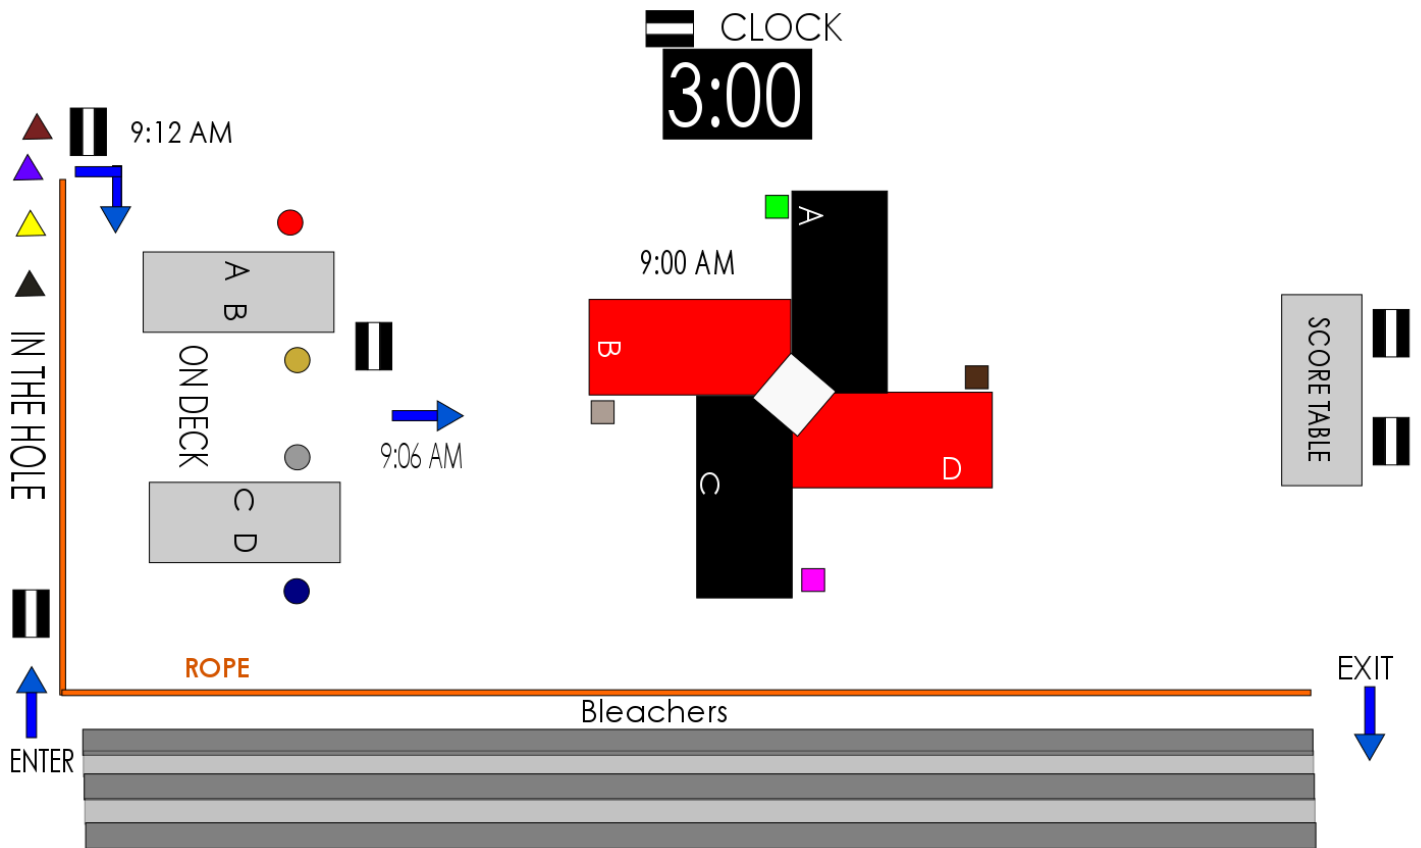 CLOCK
3:00
9:12 AM
A
B
ON DECK
C D
IN THE HOLE
9:06 AM
9:00 AM
A
B
C
D
SCORE TABLE
ROPE
Bleachers
ENTER
EXIT